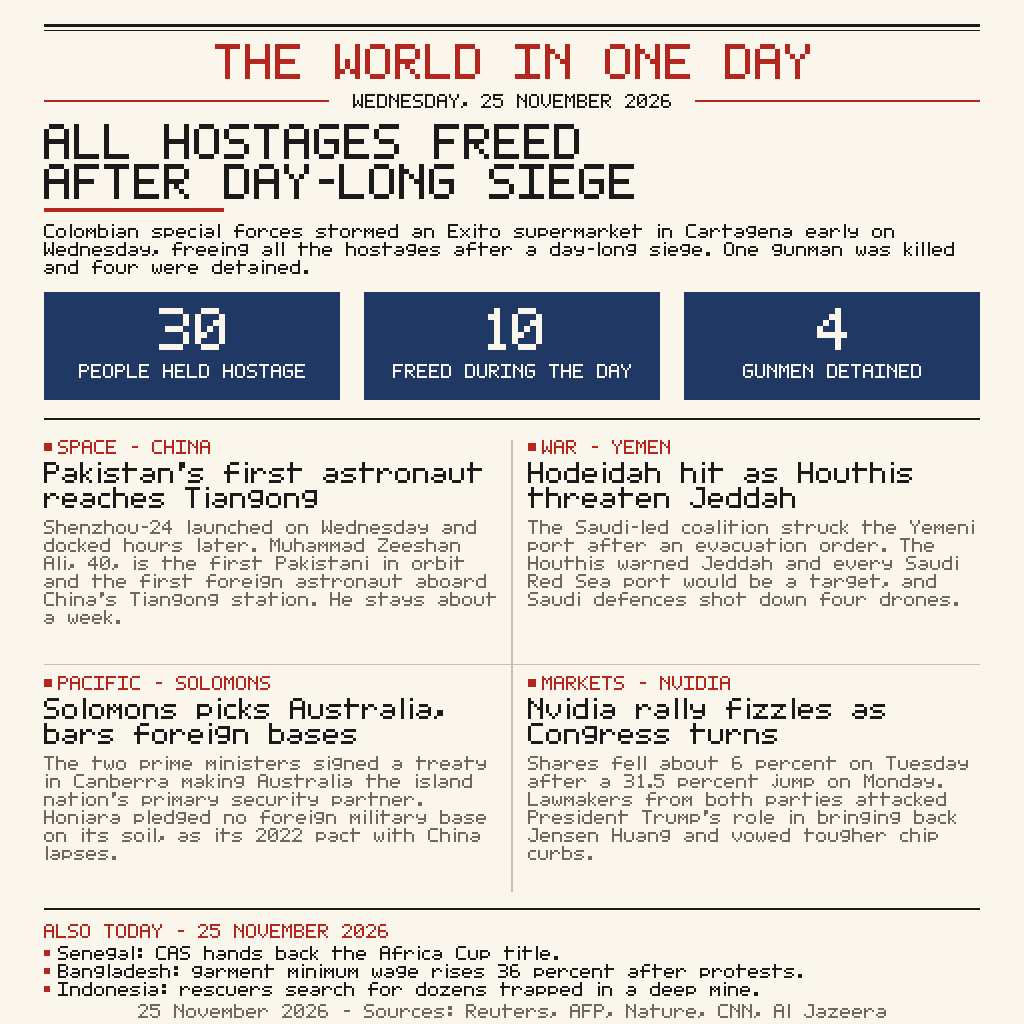 THE WORLD IN ONE DAY
WEDNESDAY, 25 NOVEMBER 2026
ALL HOSTAGES FREED
AFTER DAY-LONG SIEGE
Colombian special forces stormed an Exito supermarket in Cartagena early on
Wednesday, freeing all the hostages after a day-long siege. One gunman was killed
and four were detained.
30
PEOPLE HELD HOSTAGE
10
FREED DURING THE DAY
4
GUNMEN DETAINED
SPACE - CHINA
Pakistan's first astronaut
reaches Tiangong
Shenzhou-24 launched on Wednesday and
docked hours later. Muhammad Zeeshan
Ali, 40, is the first Pakistani in orbit
and the first foreign astronaut aboard
China's Tiangong station. He stays about
a week.
WAR - YEMEN
Hodeidah hit as Houthis
threaten Jeddah
The Saudi-led coalition struck the Yemeni
port after an evacuation order. The
Houthis warned Jeddah and every Saudi
Red Sea port would be a target, and
Saudi defences shot down four drones.
PACIFIC - SOLOMONS
Solomons picks Australia,
bars foreign bases
The two prime ministers signed a treaty
in Canberra making Australia the island
nation's primary security partner.
Honiara pledged no foreign military base
on its soil, as its 2022 pact with China
lapses.
MARKETS - NVIDIA
Nvidia rally fizzles as
Congress turns
Shares fell about 6 percent on Tuesday
after a 31.5 percent jump on Monday.
Lawmakers from both parties attacked
President Trump's role in bringing back
Jensen Huang and vowed tougher chip
curbs.
ALSO TODAY - 25 NOVEMBER 2026
Senegal: CAS hands back the Africa Cup title.
Bangladesh: garment minimum wage rises 36 percent after protests.
Indonesia: rescuers search for dozens trapped in a deep mine.
25 November 2026 - Sources: Reuters, AFP, Nature, CNN, Al Jazeera